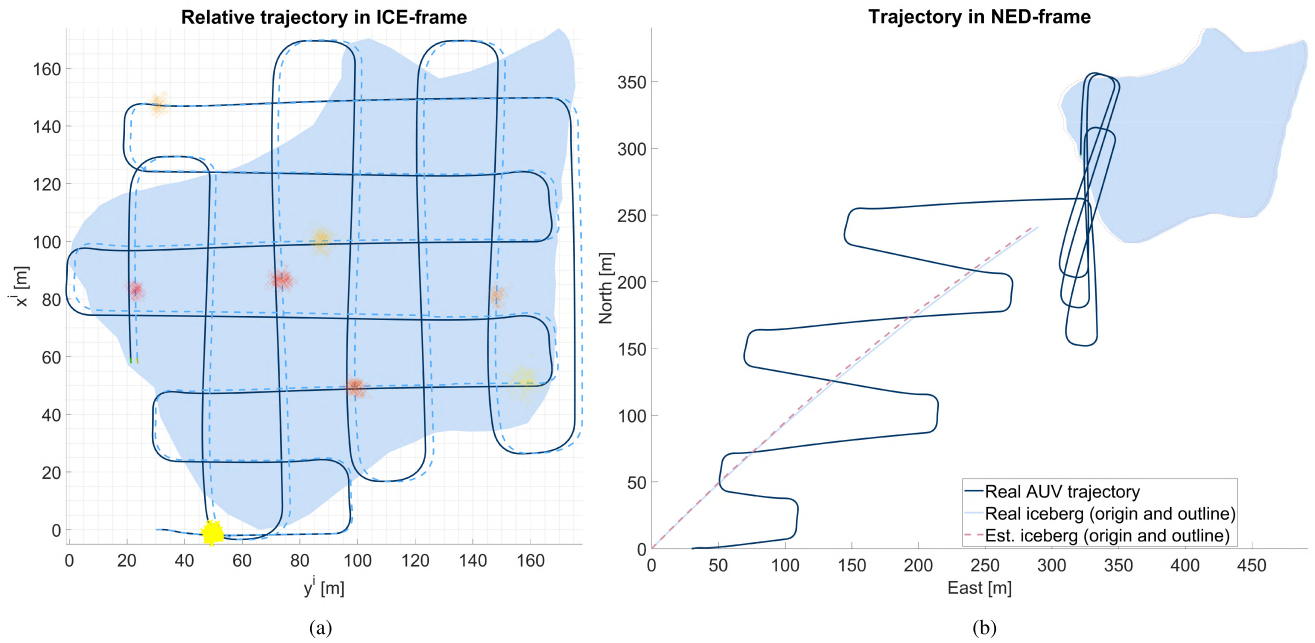 Relative trajectory in ICE-frame
160
140
120
100
80
60
40
20
0
xⁱ [m]
0 20 40 60 80 100 120 140 160
yⁱ [m]
(a)
Trajectory in NED-frame
350
300
250
200
150
100
50
0
North [m]
0 50 100 150 200 250 300 350 400 450
East [m]
Real AUV trajectory
Real iceberg (origin and outline)
Est. iceberg (origin and outline)
(b)